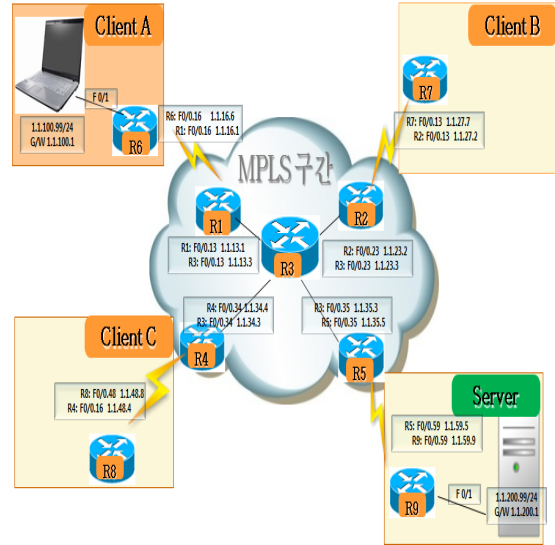 Client A
F 0/1
1.1.100.99/24
G/W 1.1.100.1
R6
R6: F0/0.16 1.1.16.6
R1: F0/0.16 1.1.16.1
Client B
R7
R7: F0/0.13 1.1.27.7
R2: F0/0.13 1.1.27.2
MPLS구간
R1
R2
R3
R1: F0/0.13 1.1.13.1
R3: F0/0.13 1.1.13.3
R2: F0/0.23 1.1.23.2
R3: F0/0.23 1.1.23.3
R4: F0/0.34 1.1.34.4
R3: F0/0.34 1.1.34.3
R3: F0/0.35 1.1.35.3
R5: F0/0.35 1.1.35.5
R4
R5
Client C
R8: F0/0.48 1.1.48.8
R4: F0/0.16 1.1.48.4
R8
Server
R5: F0/0.59 1.1.59.5
R9: F0/0.59 1.1.59.9
R9
F 0/1
1.1.200.99/24
G/W 1.1.200.1